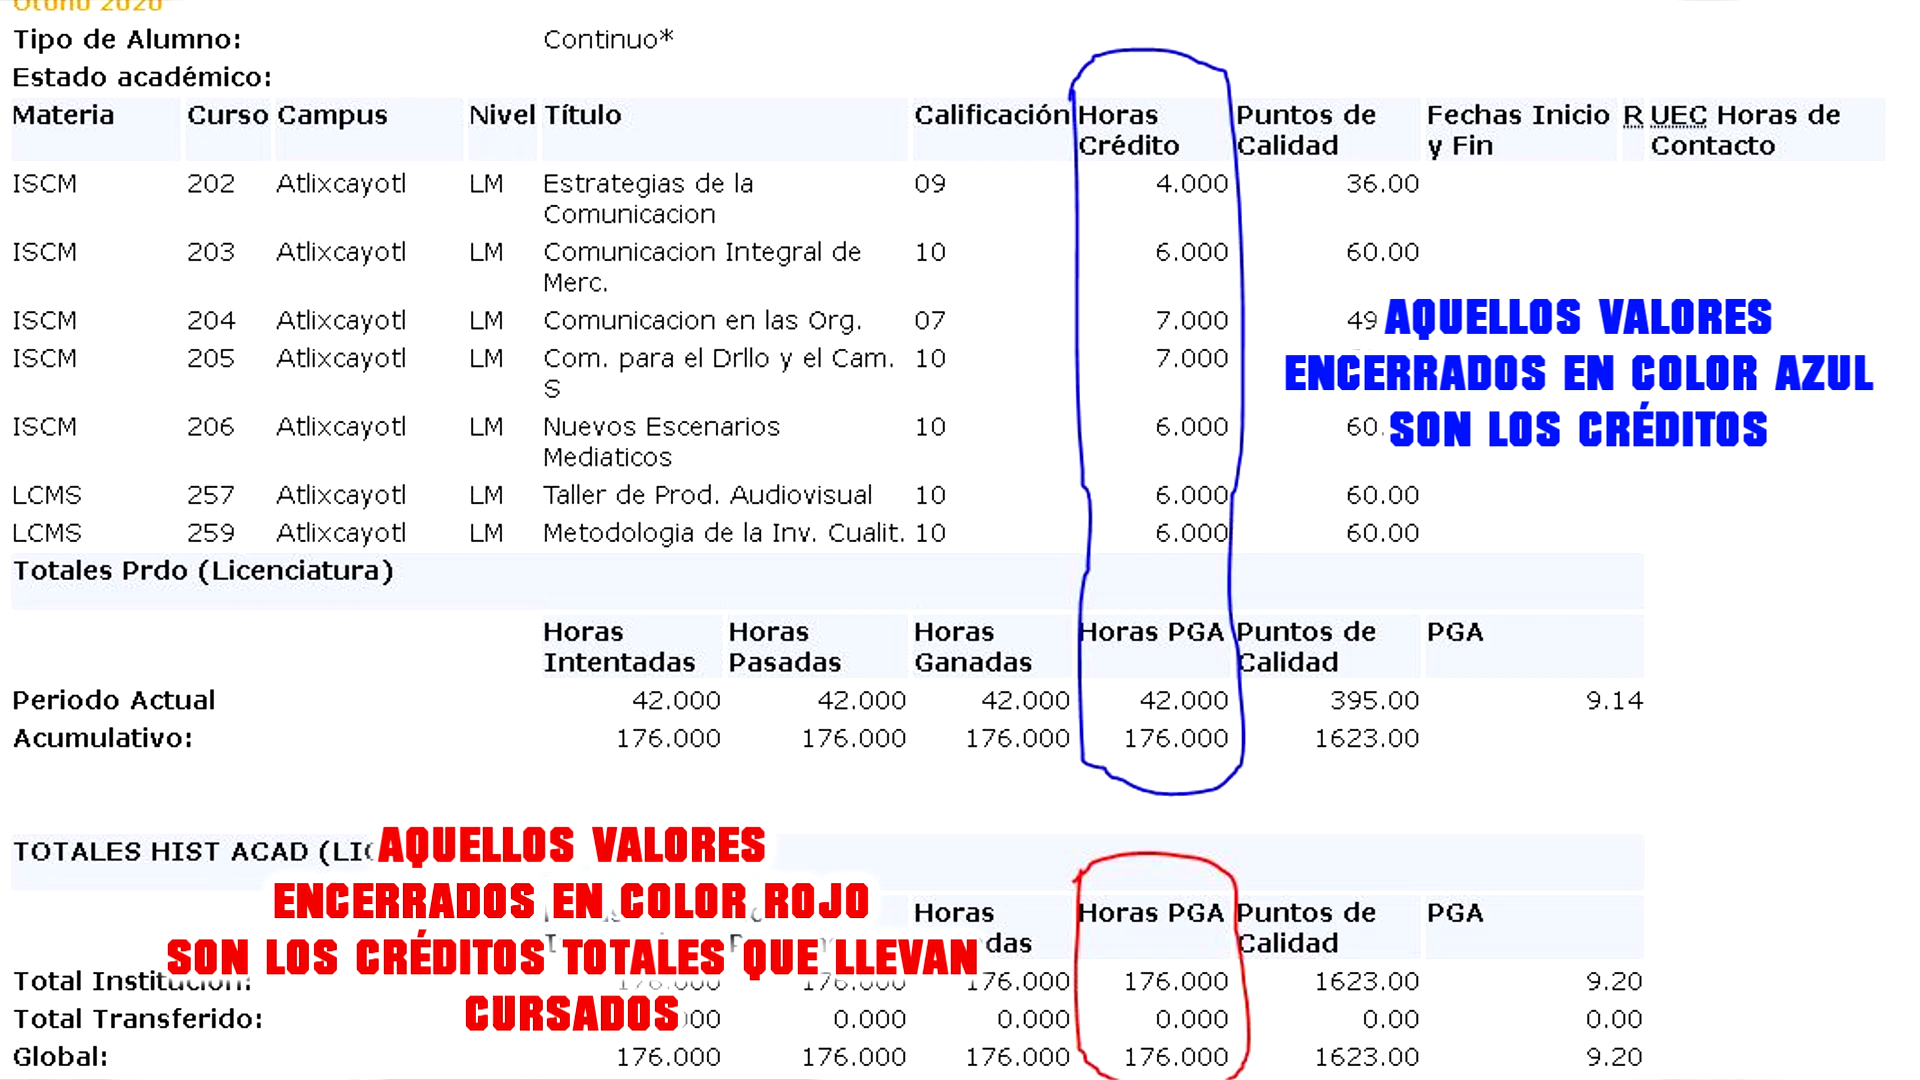 Otoño 2020
Tipo de Alumno: Continuo*
Estado académico:
Materia Curso Campus Nivel Título Calificación Horas Crédito Puntos de Calidad Fechas Inicio y Fin R UEC Horas de Contacto
ISCM 202 Atlixcayotl LM Estrategias de la Comunicacion 09 4.000 36.00
ISCM 203 Atlixcayotl LM Comunicacion Integral de Merc. 10 6.000 60.00
ISCM 204 Atlixcayotl LM Comunicacion en las Org. 07 7.000 49
ISCM 205 Atlixcayotl LM Com. para el Drllo y el Cam. S 10 7.000
ISCM 206 Atlixcayotl LM Nuevos Escenarios Mediaticos 10 6.000 60.
LCMS 257 Atlixcayotl LM Taller de Prod. Audiovisual 10 6.000 60.00
LCMS 259 Atlixcayotl LM Metodologia de la Inv. Cualit. 10 6.000 60.00
AQUELLOS VALORES
ENCERRADOS EN COLOR AZUL
SON LOS CRÉDITOS
Totales Prdo (Licenciatura)
Horas Intentadas Horas Pasadas Horas Ganadas Horas PGA Puntos de Calidad PGA
Periodo Actual 42.000 42.000 42.000 42.000 395.00 9.14
Acumulativo: 176.000 176.000 176.000 176.000 1623.00
TOTALES HIST ACAD
AQUELLOS VALORES
ENCERRADOS EN COLOR ROJO
SON LOS CRÉDITOS TOTALES QUE LLEVAN
CURSADOS
Horas Horas PGA Puntos de Calidad PGA
Total Institución: 176.000 176.000 176.000 176.000 1623.00 9.20
Total Transferido: 0.000 0.000 0.000 0.00 0.00
Global: 176.000 176.000 176.000 176.000 1623.00 9.20